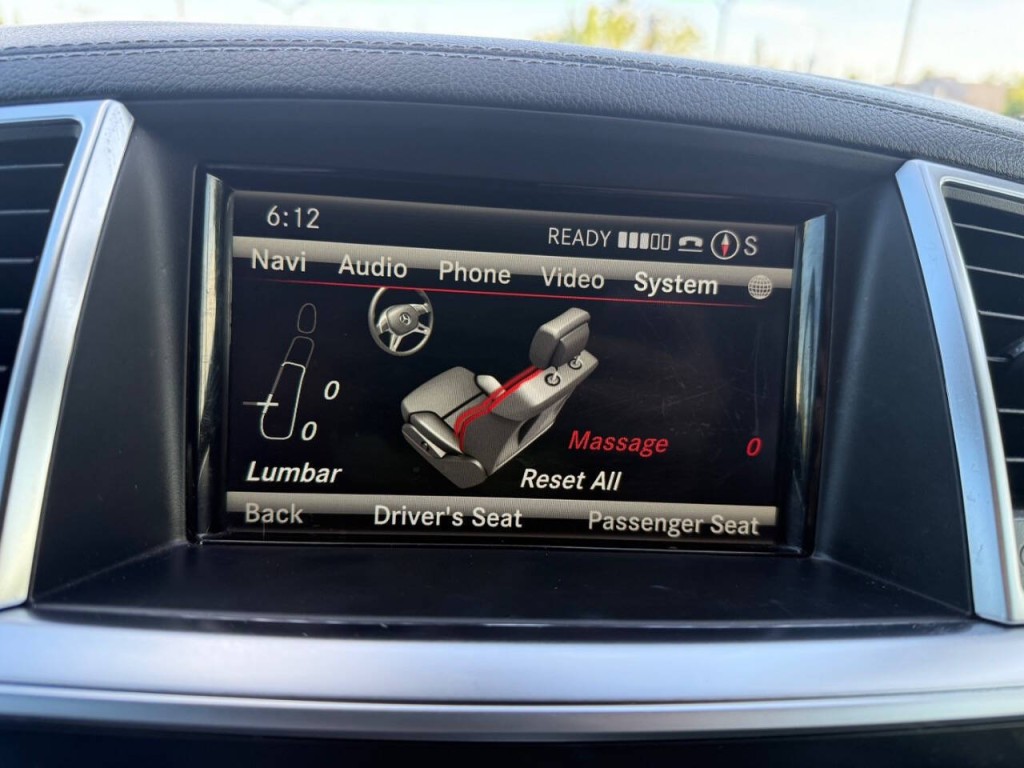 6:12
READY S
Navi Audio Phone Video System
0
0
Massage 0
Lumbar
Reset All
Back Driver's Seat Passenger Seat